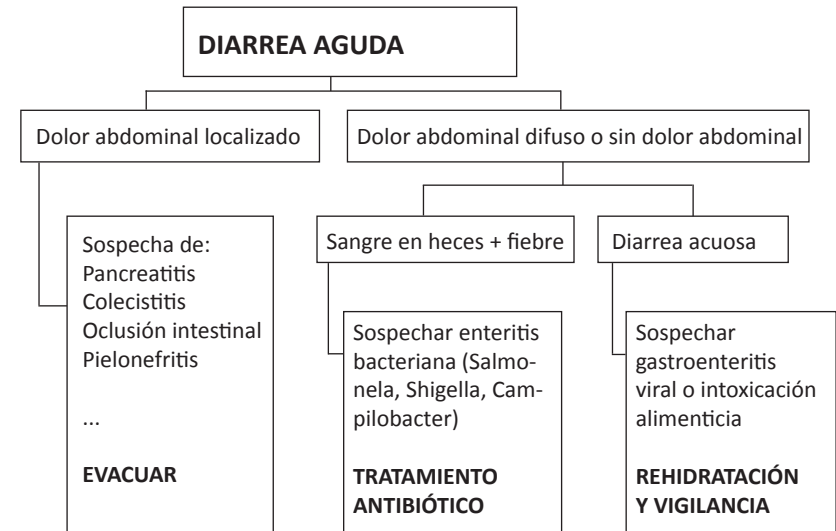 DIARREA AGUDA
Dolor abdominal localizado
Dolor abdominal difuso o sin dolor abdominal
Sospecha de:
Pancreatitis
Colecistitis
Oclusión intestinal
Pielonefritis
...
EVACUAR
Sangre en heces + fiebre
Sospechar enteritis
bacteriana (Salmo-
nela, Shigella, Cam-
pilobacter)
TRATAMIENTO
ANTIBIÓTICO
Diarrea acuosa
Sospechar
gastroenteritis
viral o intoxicación
alimenticia
REHIDRATACIÓN
Y VIGILANCIA